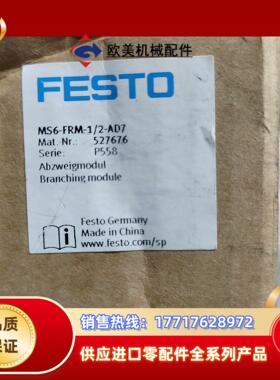 欧美机械配件
FESTO
MS6-FRM-1/2-AD7
Mat.-Nr.: 527676
Serie: P558
Abzweigmodul
Branching module
Festo Germany
Made in China
www.festo.com/sp
品质
保证
销售热线：17717628972
供应进口零配件全系列产品